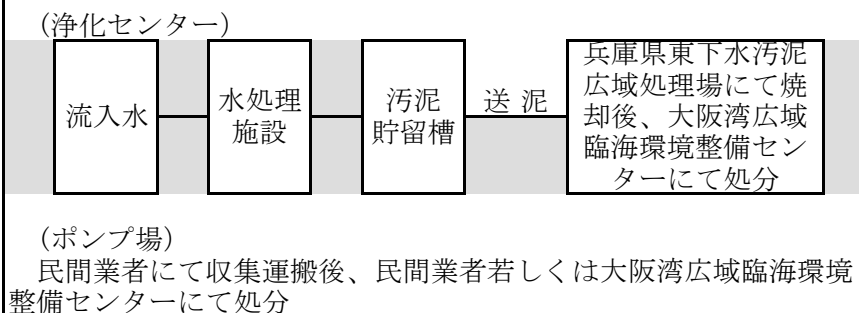 （浄化センター）
流入水
水処理
施設
汚泥
貯留槽
送 泥
兵庫県東下水汚泥
広域処理場にて焼
却後、大阪湾広域
臨海環境整備セン
ターにて処分
（ポンプ場）
民間業者にて収集運搬後、民間業者若しくは大阪湾広域臨海環境
整備センターにて処分